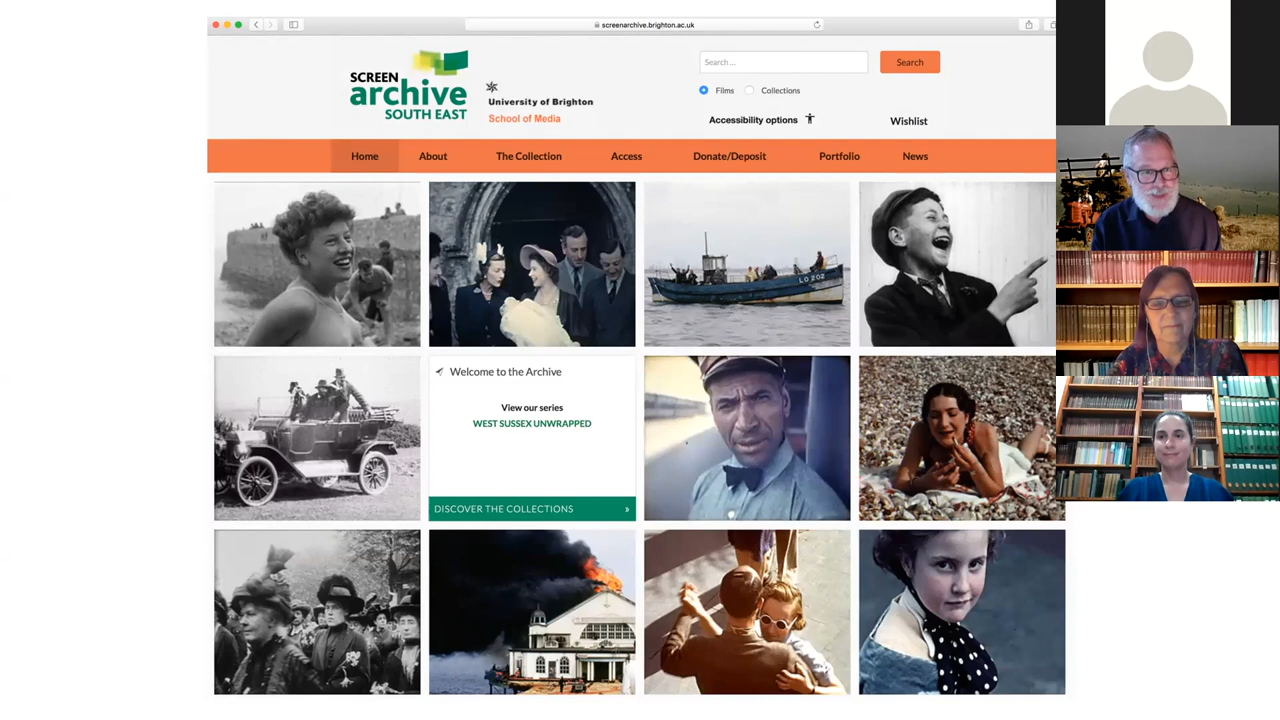 screenarchive.brighton.ac.uk
SCREEN
archive
SOUTH EAST
University of Brighton
School of Media
Search ...
Search
Films
Collections
Accessibility options
Wishlist
Home
About
The Collection
Access
Donate/Deposit
Portfolio
News
LO 202
Welcome to the Archive
View our series
WEST SUSSEX UNWRAPPED
DISCOVER THE COLLECTIONS »